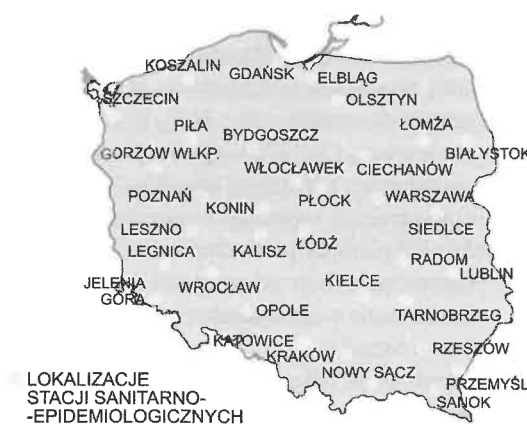 KOSZALIN
GDAŃSK
ELBLĄG
SZCZECIN
OLSZTYN
PIŁA
BYDGOSZCZ
ŁOMŻA
GORZÓW WLKP.
BIAŁYSTOK
WŁOCŁAWEK
CIECHANÓW
POZNAŃ
KONIN
PŁOCK
WARSZAWA
LESZNO
SIEDLCE
LEGNICA
KALISZ
ŁÓDŹ
RADOM
LUBLIN
JELENIA
GÓRA
WROCŁAW
KIELCE
OPOLE
TARNOBRZEG
KATOWICE
KRAKÓW
RZESZÓW
NOWY SĄCZ
PRZEMYŚL
SANOK
LOKALIZACJE
STACJI SANITARNO-
-EPIDEMIOLOGICZNYCH